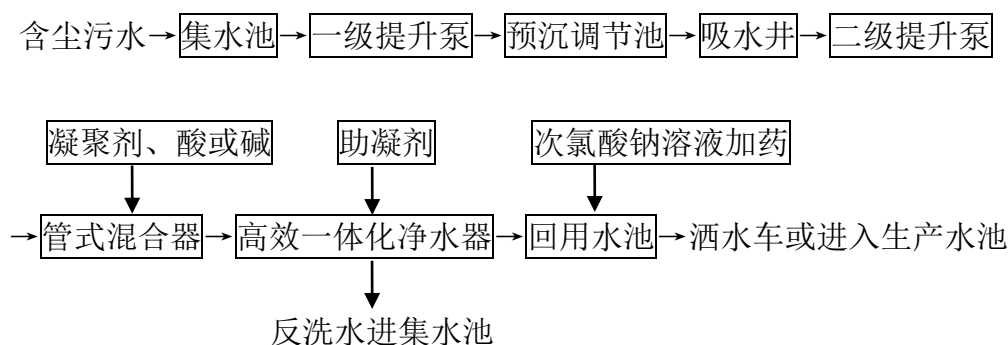 含尘污水→集水池→一级提升泵→预沉调节池→吸水井→二级提升泵
凝聚剂、酸或碱 助凝剂 次氯酸钠溶液加药
→管式混合器→高效一体化净水器→回用水池→洒水车或进入生产水池
反洗水进集水池